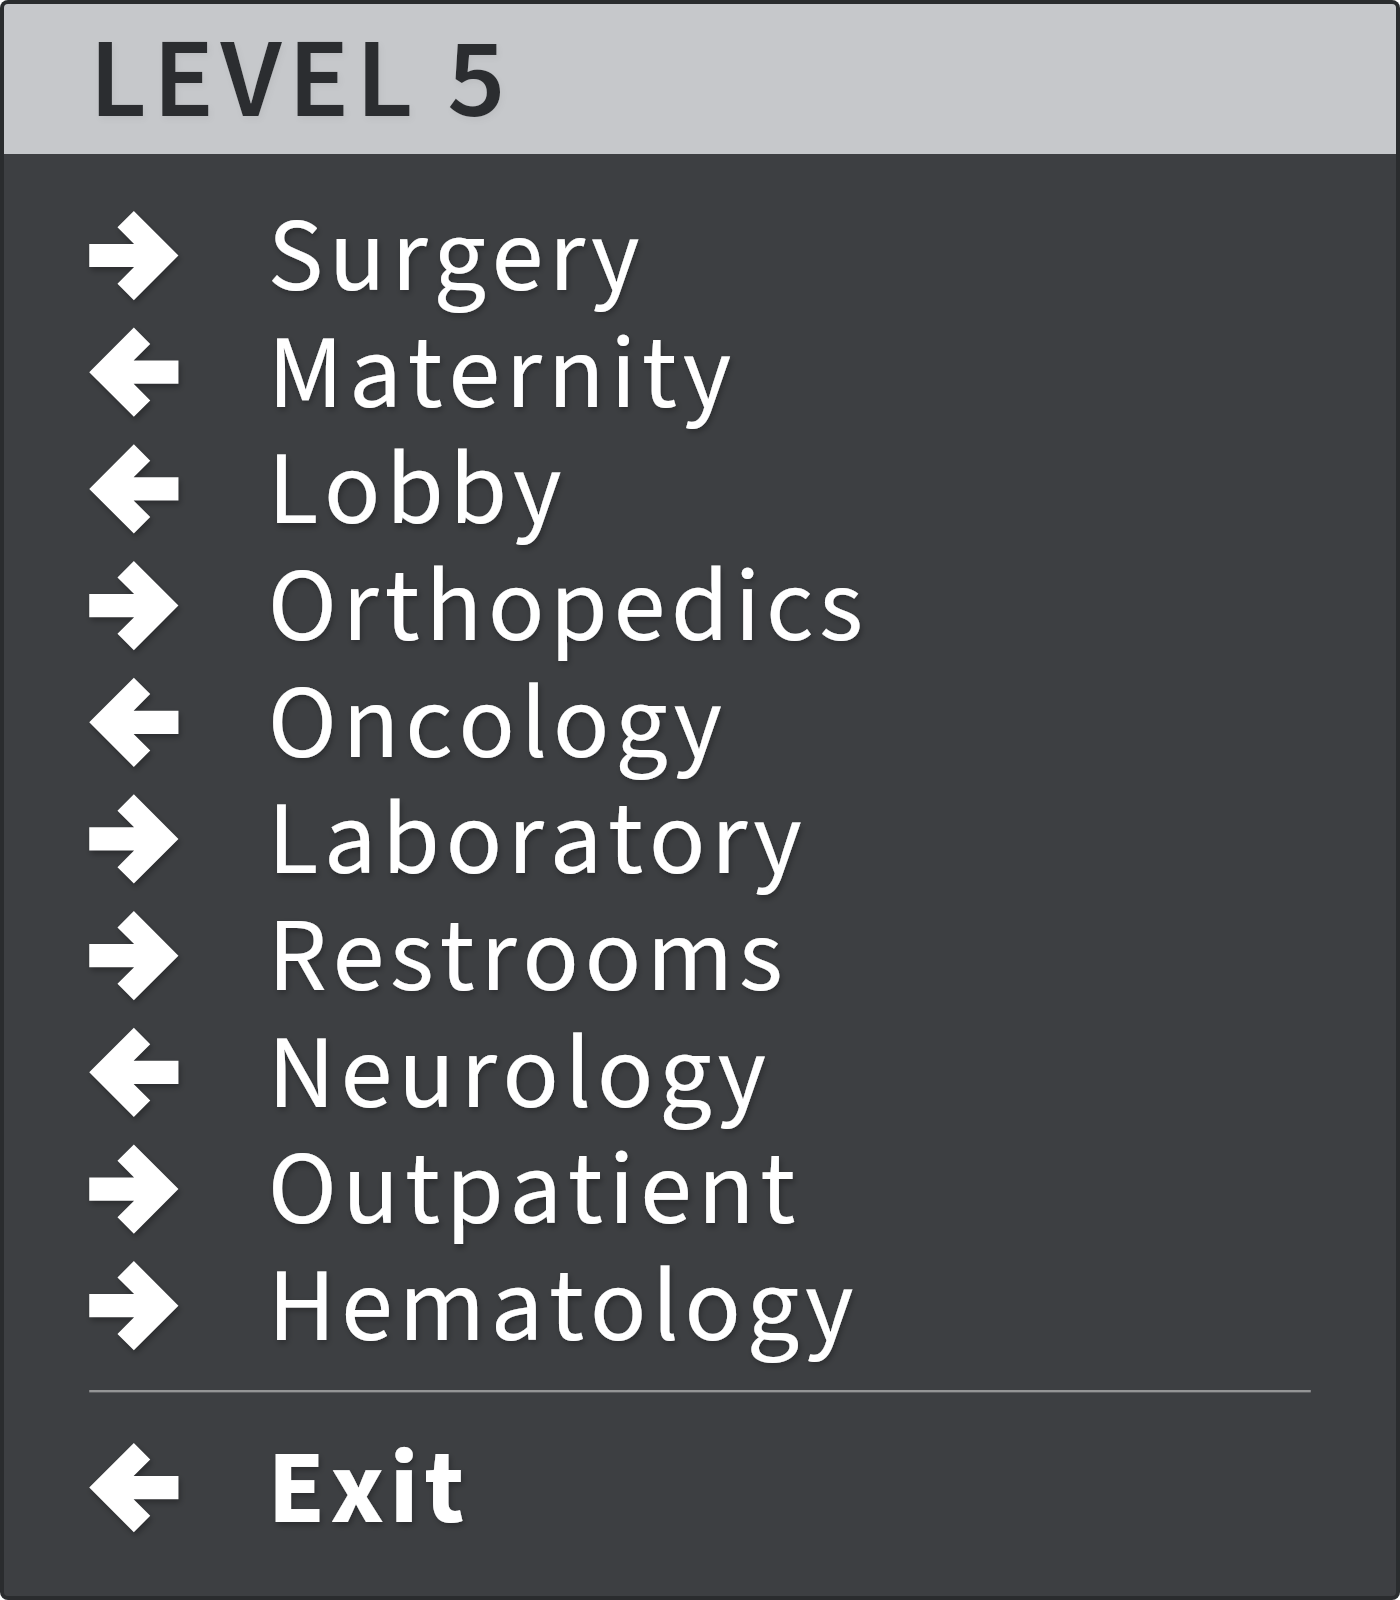 LEVEL 5
Surgery
Maternity
Lobby
Orthopedics
Oncology
Laboratory
Restrooms
Neurology
Outpatient
Hematology
Exit